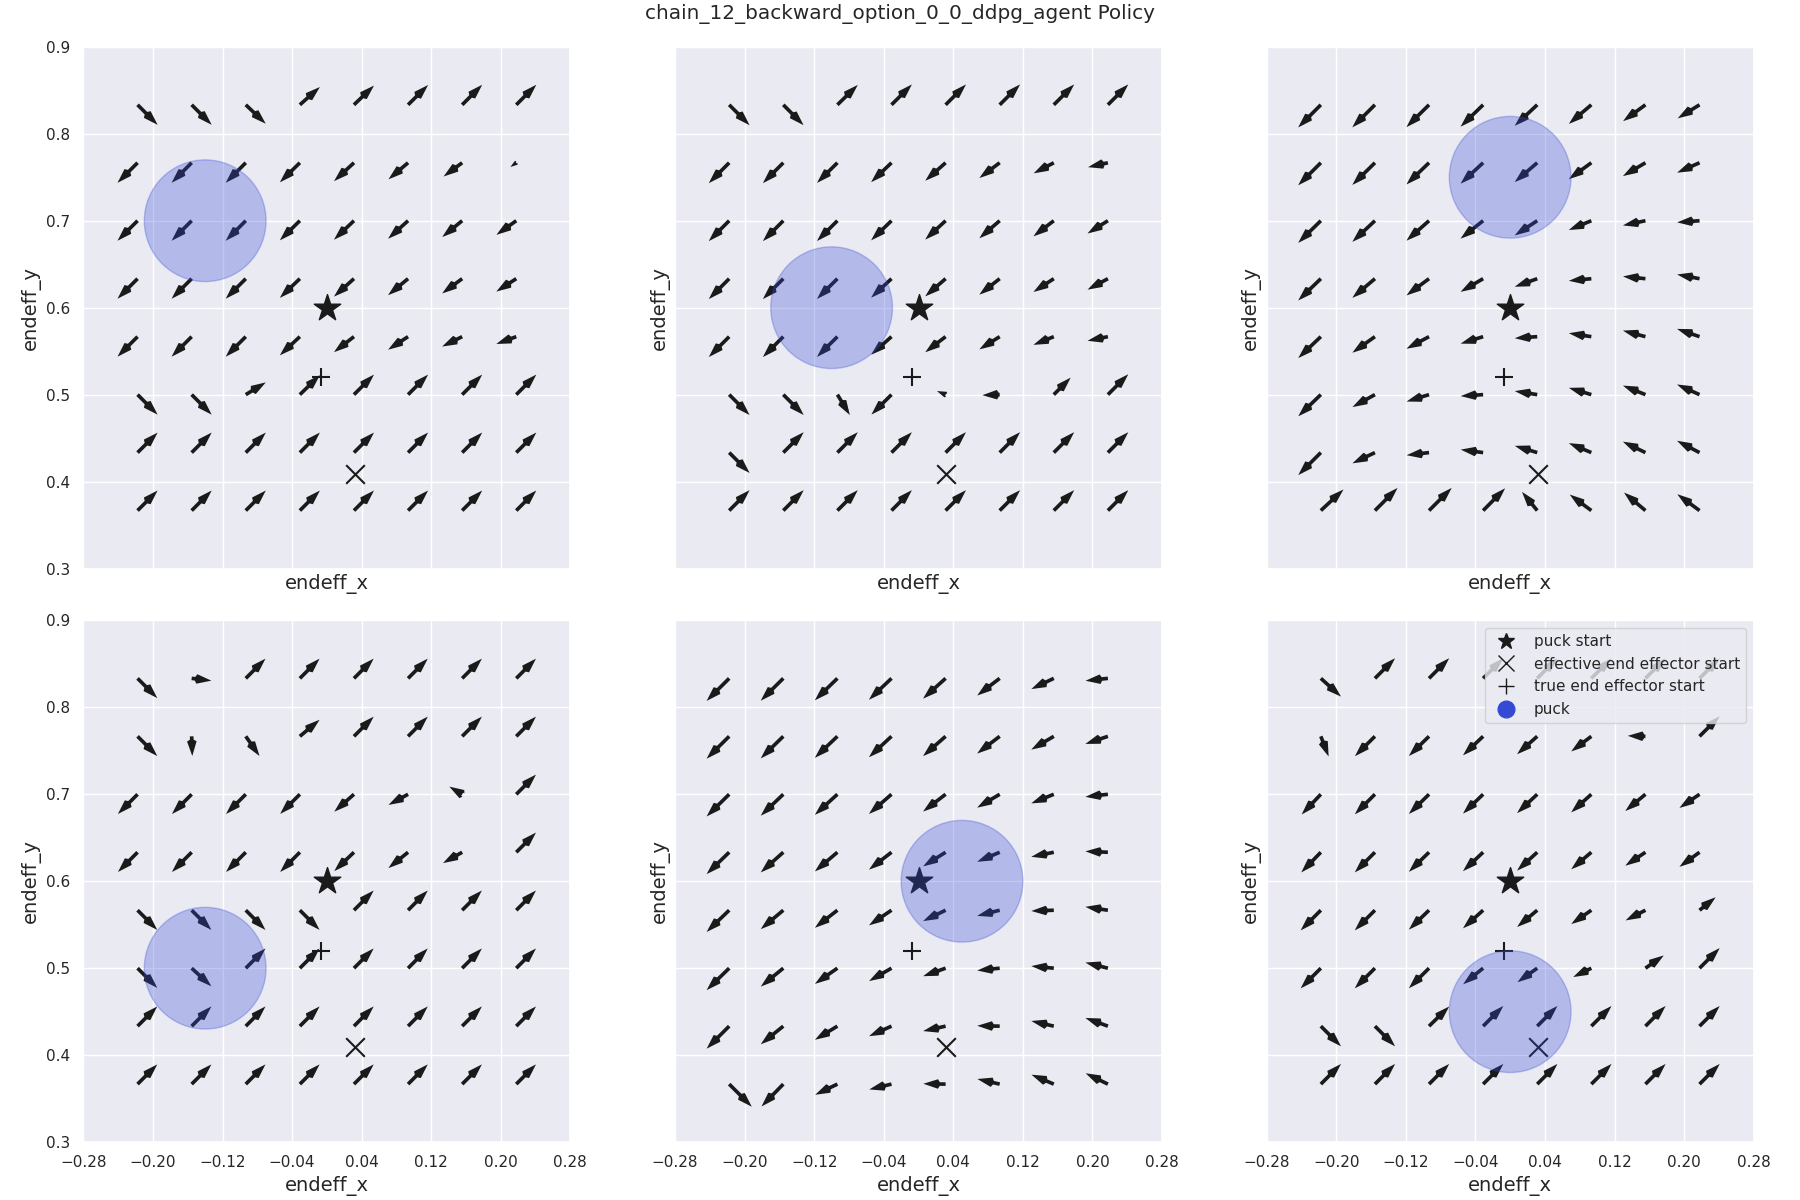 chain_12_backward_option_0_0_ddpg_agent Policy
0.9
0.8
0.7
0.6
0.5
0.4
0.3
endeff_y
endeff_x
endeff_y
endeff_x
endeff_y
endeff_x
0.9
0.8
0.7
0.6
0.5
0.4
0.3
endeff_y
−0.28 −0.20 −0.12 −0.04 0.04 0.12 0.20 0.28
endeff_x
endeff_y
−0.28 −0.20 −0.12 −0.04 0.04 0.12 0.20 0.28
endeff_x
puck start
effective end effector start
true end effector start
puck
endeff_y
−0.28 −0.20 −0.12 −0.04 0.04 0.12 0.20 0.28
endeff_x